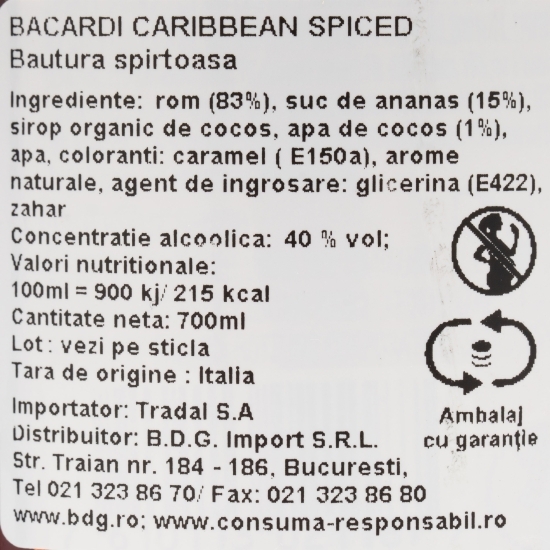 BACARDI CARIBBEAN SPICED
Bautura spirtoasa
Ingrediente: rom (83%), suc de ananas (15%),
sirop organic de cocos, apa de cocos (1%),
apa, coloranti: caramel ( E150a), arome
naturale, agent de ingrosare: glicerina (E422),
zahar
Concentratie alcoolica: 40 % vol;
Valori nutritionale:
100ml = 900 kj/ 215 kcal
Cantitate neta: 700ml
Lot : vezi pe sticla
Tara de origine : Italia
Ambalaj
cu garanție
Importator: Tradal S.A
Distribuitor: B.D.G. Import S.R.L.
Str. Traian nr. 184 - 186, Bucuresti,
Tel 021 323 86 70/ Fax: 021 323 86 80
www.bdg.ro; www.consuma-responsabil.ro